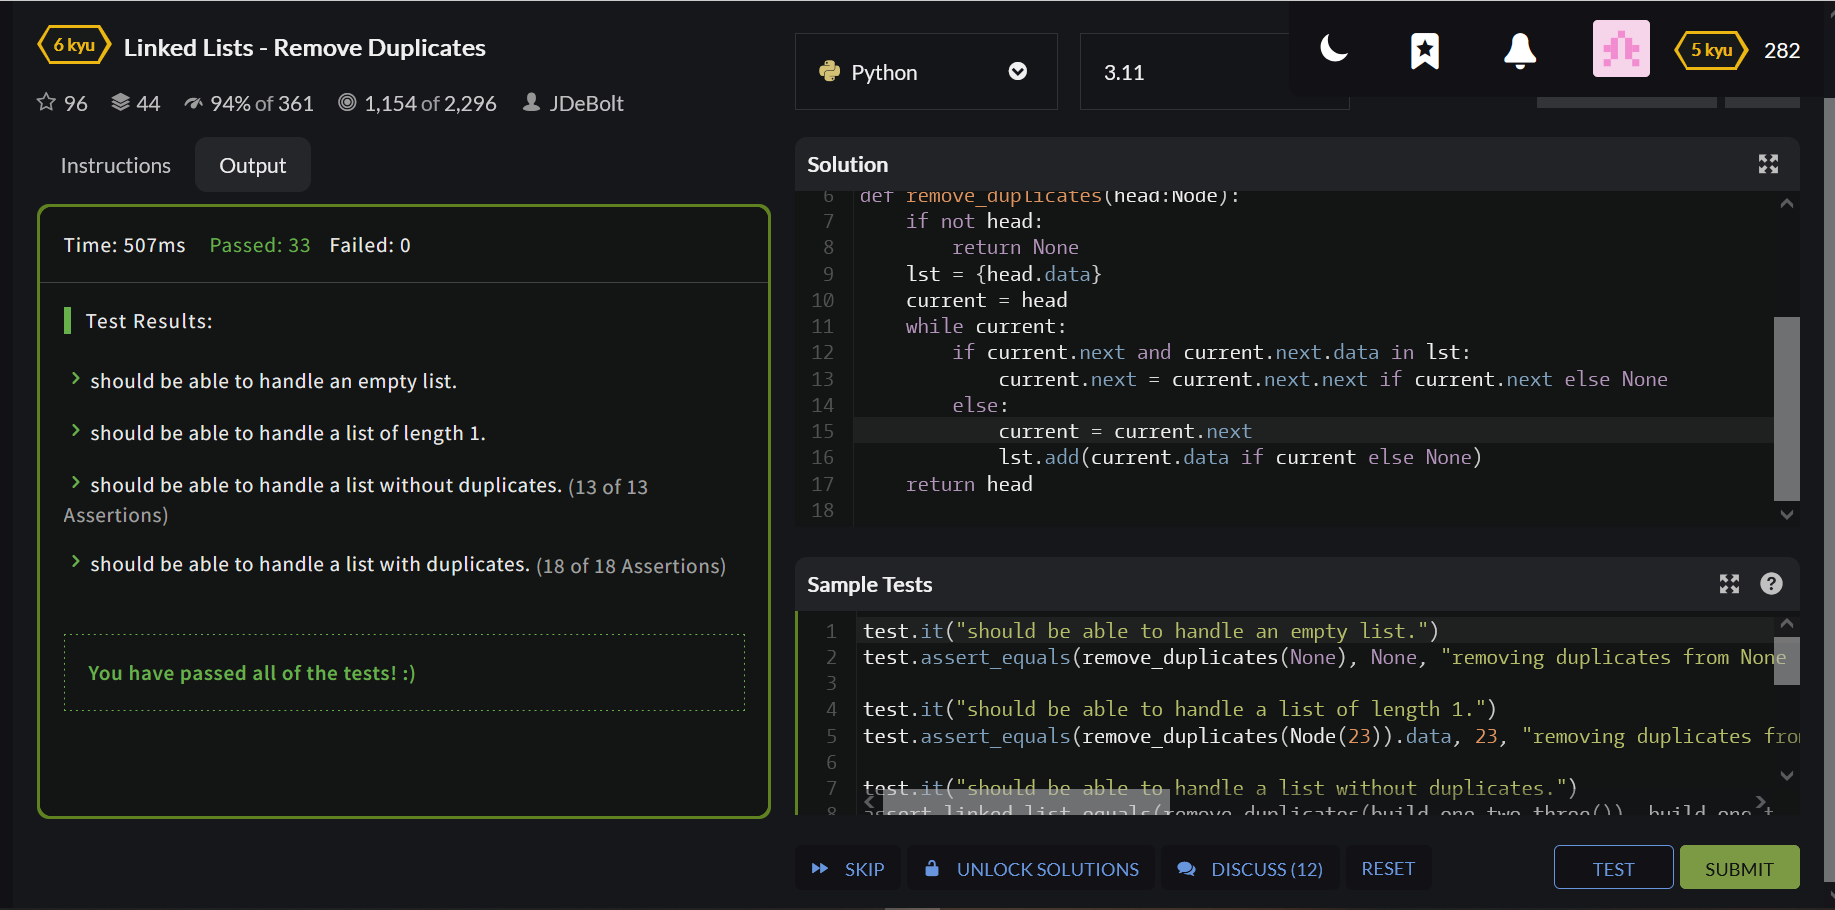 6 kyu Linked Lists - Remove Duplicates
96 44 94% of 361 1,154 of 2,296 JDeBolt
Instructions Output
Time: 507ms Passed: 33 Failed: 0
Test Results:
should be able to handle an empty list.
should be able to handle a list of length 1.
should be able to handle a list without duplicates. (13 of 13
Assertions)
should be able to handle a list with duplicates. (18 of 18 Assertions)
You have passed all of the tests! :)
Python 3.11
5 kyu 282
Solution
6 def remove_duplicates(head:Node):
7 if not head:
8 return None
9 lst = {head.data}
10 current = head
11 while current:
12 if current.next and current.next.data in lst:
13 current.next = current.next.next if current.next else None
14 else:
15 current = current.next
16 lst.add(current.data if current else None)
17 return head
18
Sample Tests
1 test.it("should be able to handle an empty list.")
2 test.assert_equals(remove_duplicates(None), None, "removing duplicates from None
3
4 test.it("should be able to handle a list of length 1.")
5 test.assert_equals(remove_duplicates(Node(23)).data, 23, "removing duplicates fro
6
7 test.it("should be able to handle a list without duplicates.")
8 assert_linked_list_equals(remove_duplicates(build_one_two_three()), build_one_t
SKIP UNLOCK SOLUTIONS DISCUSS (12) RESET TEST SUBMIT